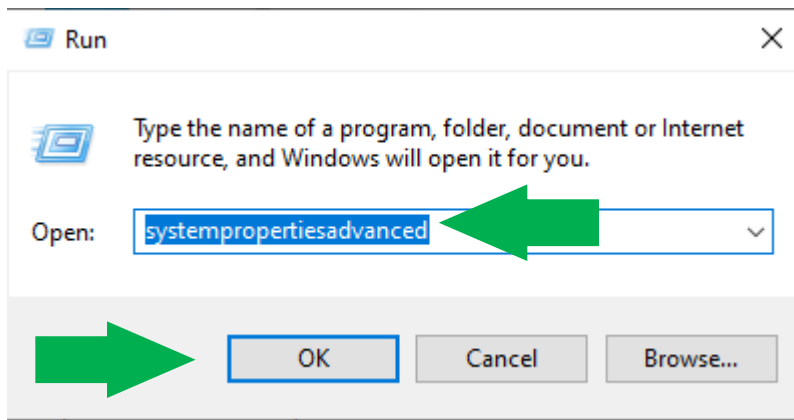 Run
Type the name of a program, folder, document or Internet
resource, and Windows will open it for you.
Open: systempropertiesadvanced
OK Cancel Browse...